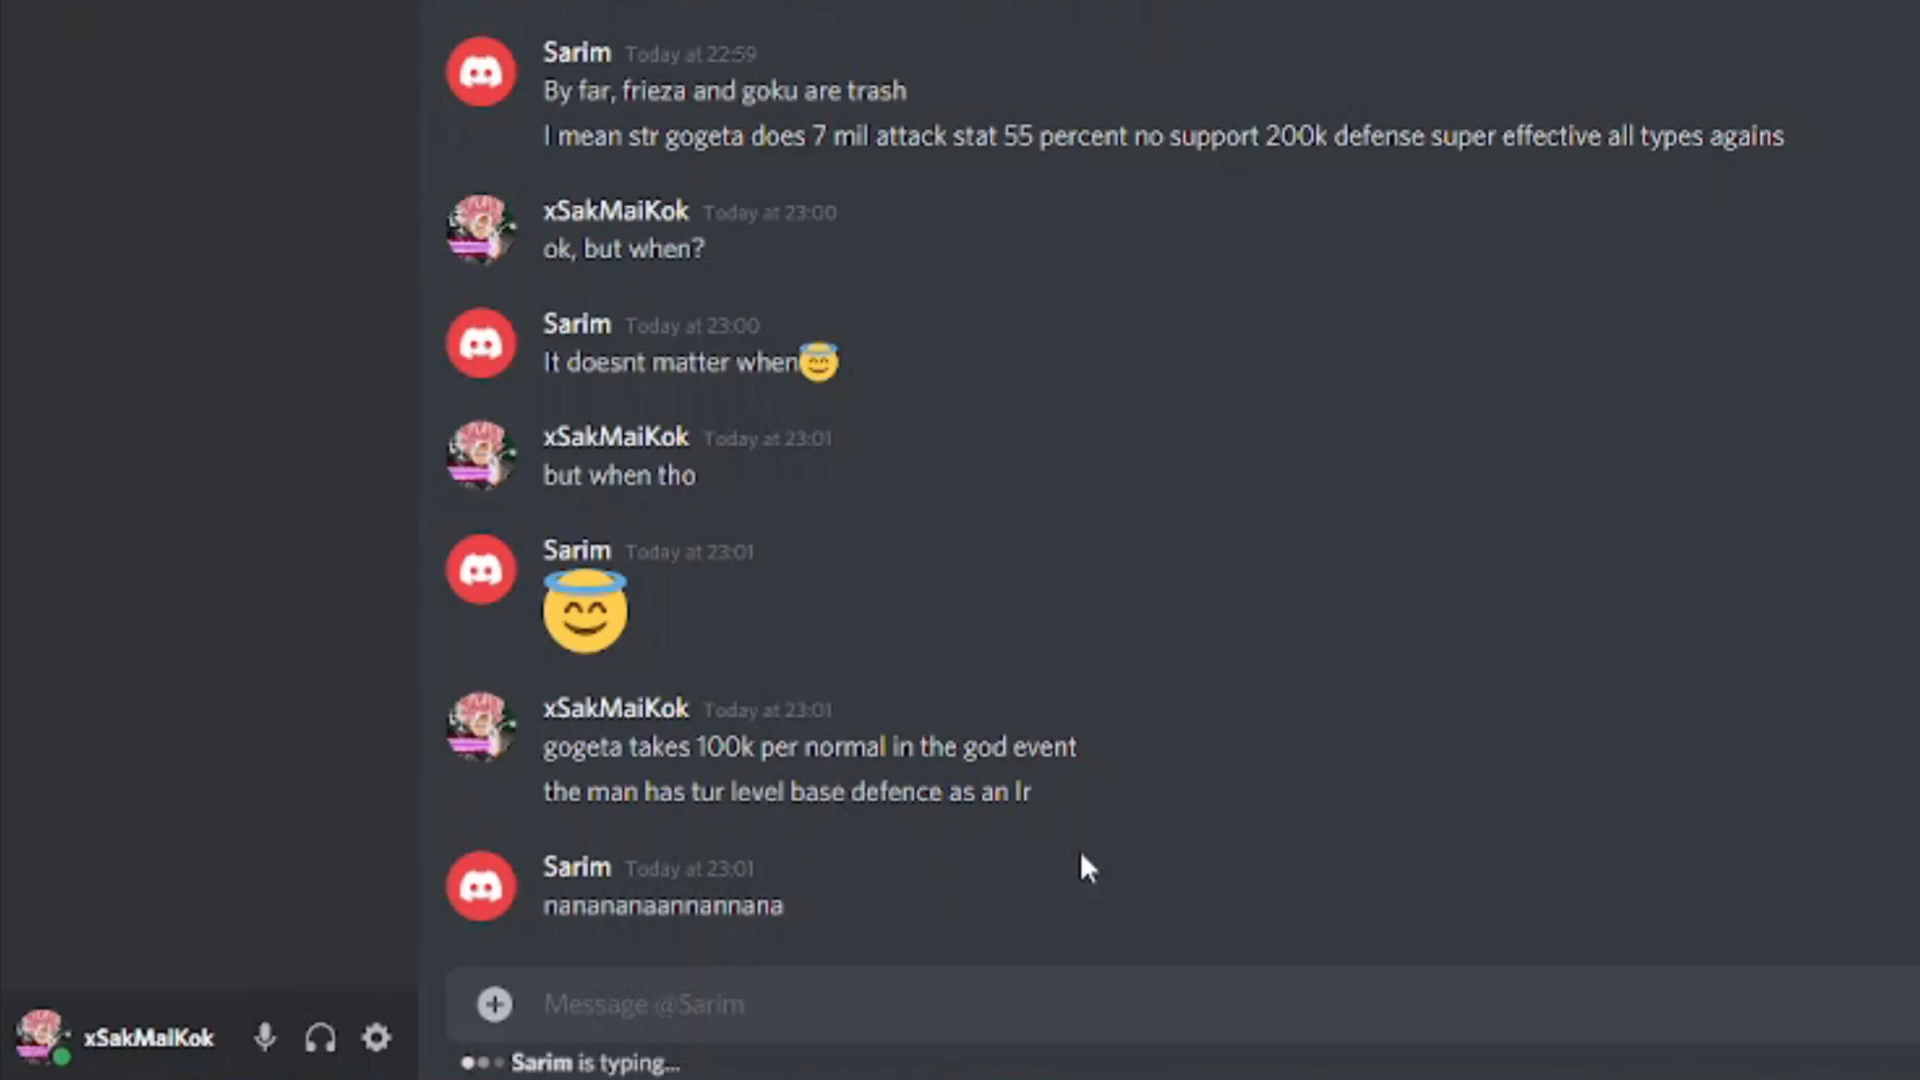 Sarim Today at 22:59
By far, frieza and goku are trash
I mean str gogeta does 7 mil attack stat 55 percent no support 200k defense super effective all types agains
xSakMaiKok Today at 23:00
ok, but when?
Sarim Today at 23:00
It doesnt matter when😇
xSakMaiKok Today at 23:01
but when tho
Sarim Today at 23:01
😇
xSakMaiKok Today at 23:01
gogeta takes 100k per normal in the god event
the man has tur level base defence as an lr
Sarim Today at 23:01
nanananaannannana
Message @Sarim
xSakMaiKok
Sarim is typing...